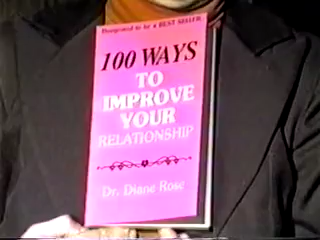 Designed to be a BEST SELLER
100 WAYS
TO
IMPROVE
YOUR
RELATIONSHIP
Dr. Diane Rose